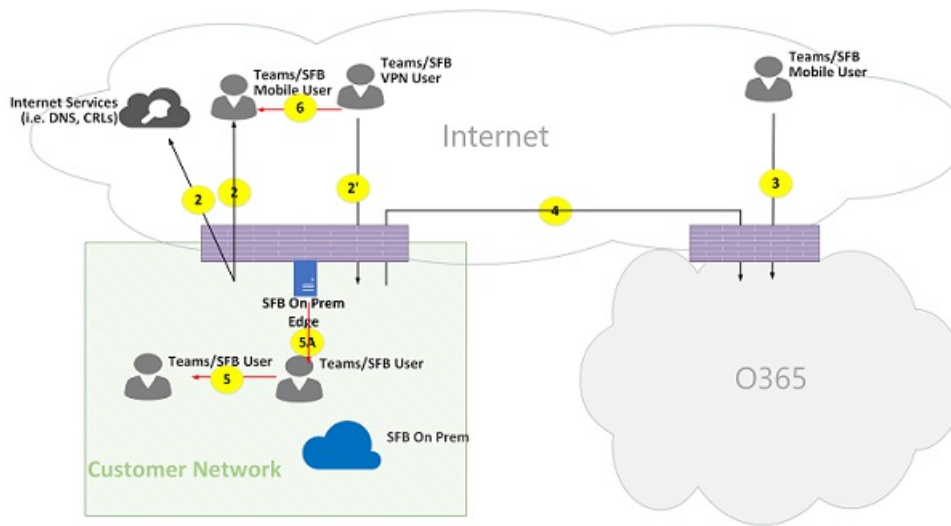 Teams/SFB
Mobile User
Teams/SFB
VPN User
Teams/SFB
Mobile User
Internet Services
(i.e. DNS, CRLs)
6
Internet
2
2
2'
3
4
SFB On Prem
Edge
5A
Teams/SFB User
Teams/SFB User
5
O365
SFB On Prem
Customer Network